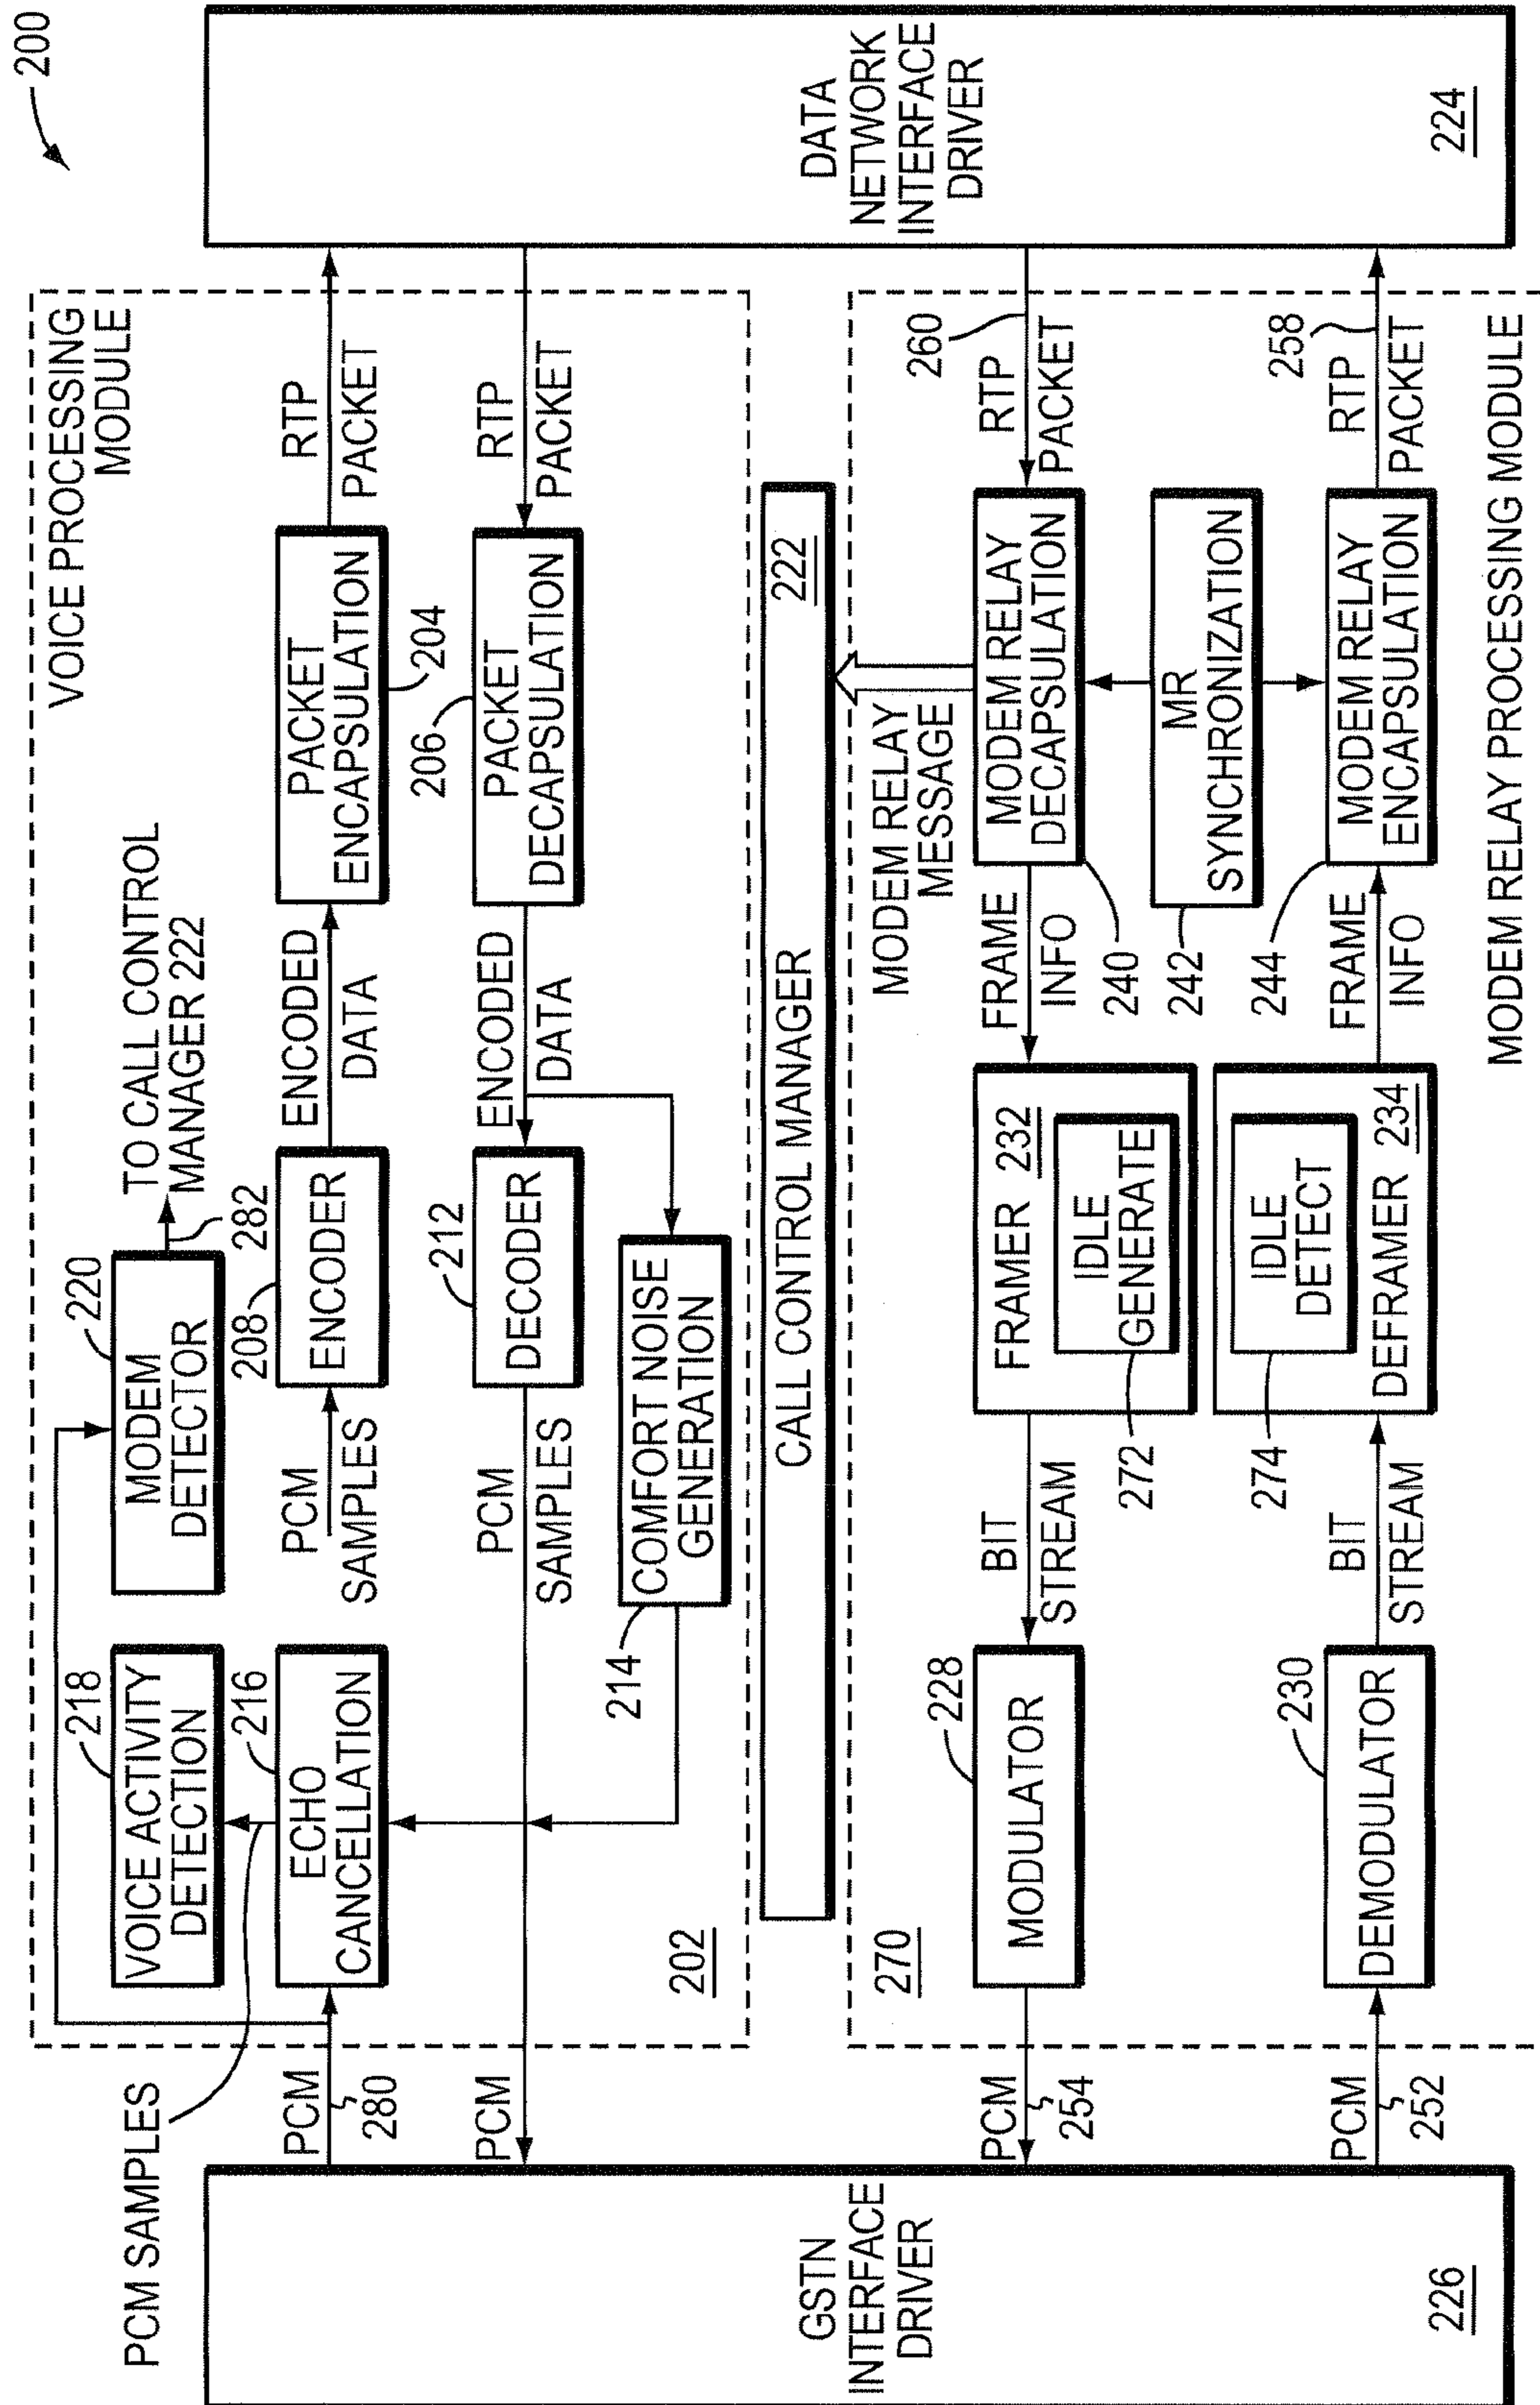 200
VOICE PROCESSING
MODULE
TO CALL CONTROL
MANAGER 222
282
220
MODEM
DETECTOR
218
VOICE ACTIVITY
DETECTION
PCM SAMPLES
PCM
280
216
ECHO
CANCELLATION
PCM
SAMPLES
208
ENCODER
ENCODED
DATA
PACKET
ENCAPSULATION
204
RTP
PACKET
PCM
PCM
SAMPLES
212
DECODER
ENCODED
DATA
206
PACKET
DECAPSULATION
RTP
PACKET
214
COMFORT NOISE
GENERATION
202
CALL CONTROL MANAGER
222
GSTN
INTERFACE
DRIVER
226
DATA
NETWORK
INTERFACE
DRIVER
224
270
MODEM RELAY
MESSAGE
PCM
254
228
MODULATOR
BIT
STREAM
FRAMER 232
IDLE
GENERATE
272
FRAME
INFO
240
MODEM RELAY
DECAPSULATION
RTP
PACKET
260
MR
SYNCHRONIZATION
242
PCM
252
230
DEMODULATOR
BIT
STREAM
274
IDLE
DETECT
DEFRAMER 234
FRAME
INFO
244
MODEM RELAY
ENCAPSULATION
RTP
PACKET
258
MODEM RELAY PROCESSING MODULE